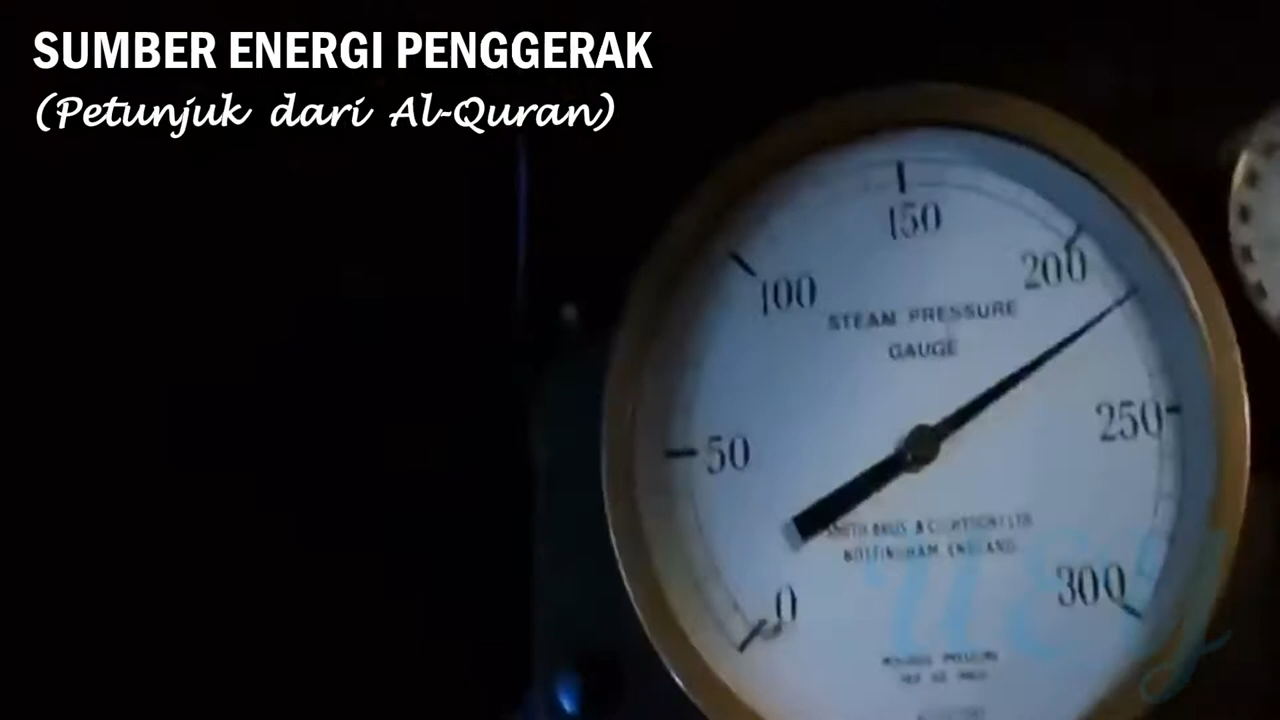 SUMBER ENERGI PENGGERAK
(Petunjuk dari Al-Quran)
150
200
100
STEAM PRESSURE
GAUGE
250
50
NOTTINGHAM, ENGLAND
300
0